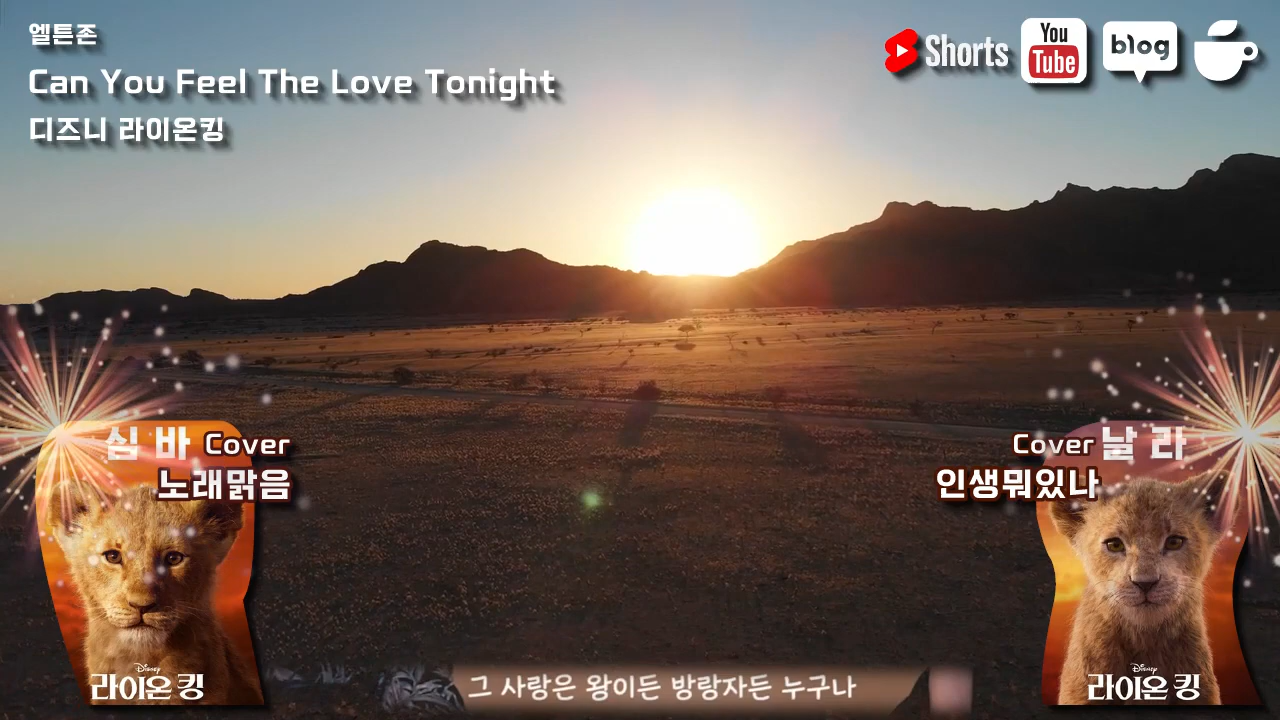 엘튼존
Can You Feel The Love Tonight
디즈니 라이온킹
Shorts
You
Tube
blog
심 바 Cover
노래맑음
Cover 날 라
인생뭐있나
Disney
라이온 킹
Disney
라이온 킹
그 사랑은 왕이든 방랑자든 누구나